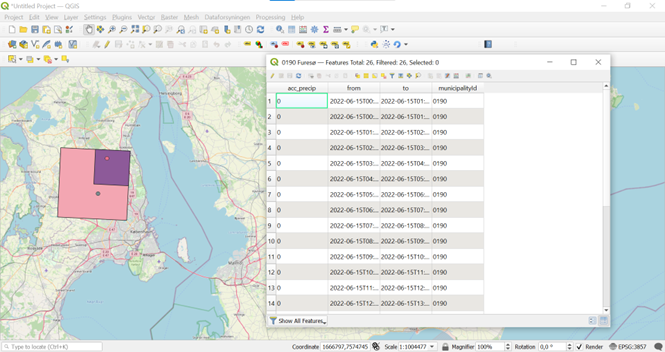 *Untitled Project — QGIS
Project Edit View Layer Settings Plugins Vector Raster Mesh Dataforsyningen Processing Help
0190 Furesø — Features Total: 26, Filtered: 26, Selected: 0
acc_precip from to municipalityId
1 0 2022-06-15T00:... 2022-06-15T01:... 0190
2 0 2022-06-15T00... 2022-06-15T01... 0190
3 0 2022-06-15T01:... 2022-06-15T02:... 0190
4 0 2022-06-15T02:... 2022-06-15T03:... 0190
5 0 2022-06-15T03:... 2022-06-15T04:... 0190
6 0 2022-06-15T04:... 2022-06-15T05:... 0190
7 0 2022-06-15T05:... 2022-06-15T06:... 0190
8 0 2022-06-15T06:... 2022-06-15T07:... 0190
9 0 2022-06-15T07:... 2022-06-15T08:... 0190
10 0 2022-06-15T08:... 2022-06-15T09:... 0190
11 0 2022-06-15T09:... 2022-06-15T10:... 0190
12 0 2022-06-15T10... 2022-06-15T11:... 0190
13 0 2022-06-15T11:... 2022-06-15T12... 0190
14 0 2022-06-15T12... 2022-06-15T13... 0190
Show All Features
Type to locate (Ctrl+K) Coordinate 1666797,7574745 Scale 1:1004477 Magnifier 100% Rotation 0,0 ° Render EPSG:3857